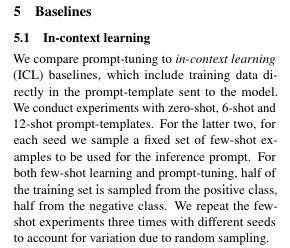 5 Baselines
5.1 In-context learning
We compare prompt-tuning to in-context learning
(ICL) baselines, which include training data di-
rectly in the prompt-template sent to the model.
We conduct experiments with zero-shot, 6-shot and
12-shot prompt-templates. For the latter two, for
each seed we sample a fixed set of few-shot ex-
amples to be used for the inference prompt. For
both few-shot learning and prompt-tuning, half of
the training set is sampled from the positive class,
half from the negative class. We repeat the few-
shot experiments three times with different seeds
to account for variation due to random sampling.